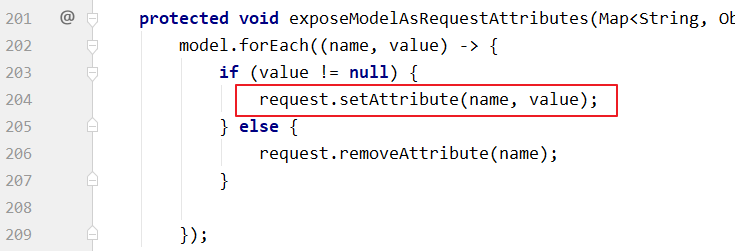 201 @ protected void exposeModelAsRequestAttributes(Map<String, Ob
202 model.forEach((name, value) -> {
203 if (value != null) {
204 request.setAttribute(name, value);
205 } else {
206 request.removeAttribute(name);
207 }
208
209 });